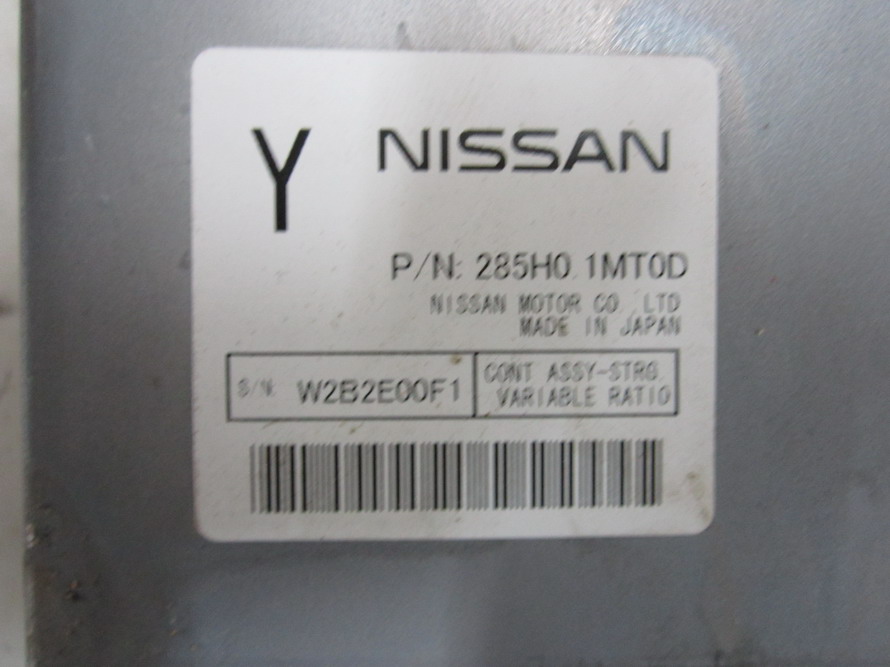 Y NISSAN
P/N: 285H0 1MT0D
NISSAN MOTOR CO. LTD
MADE IN JAPAN
S/N: W2B2E00F1
CONT ASSY-STRG.
VARIABLE RATIO